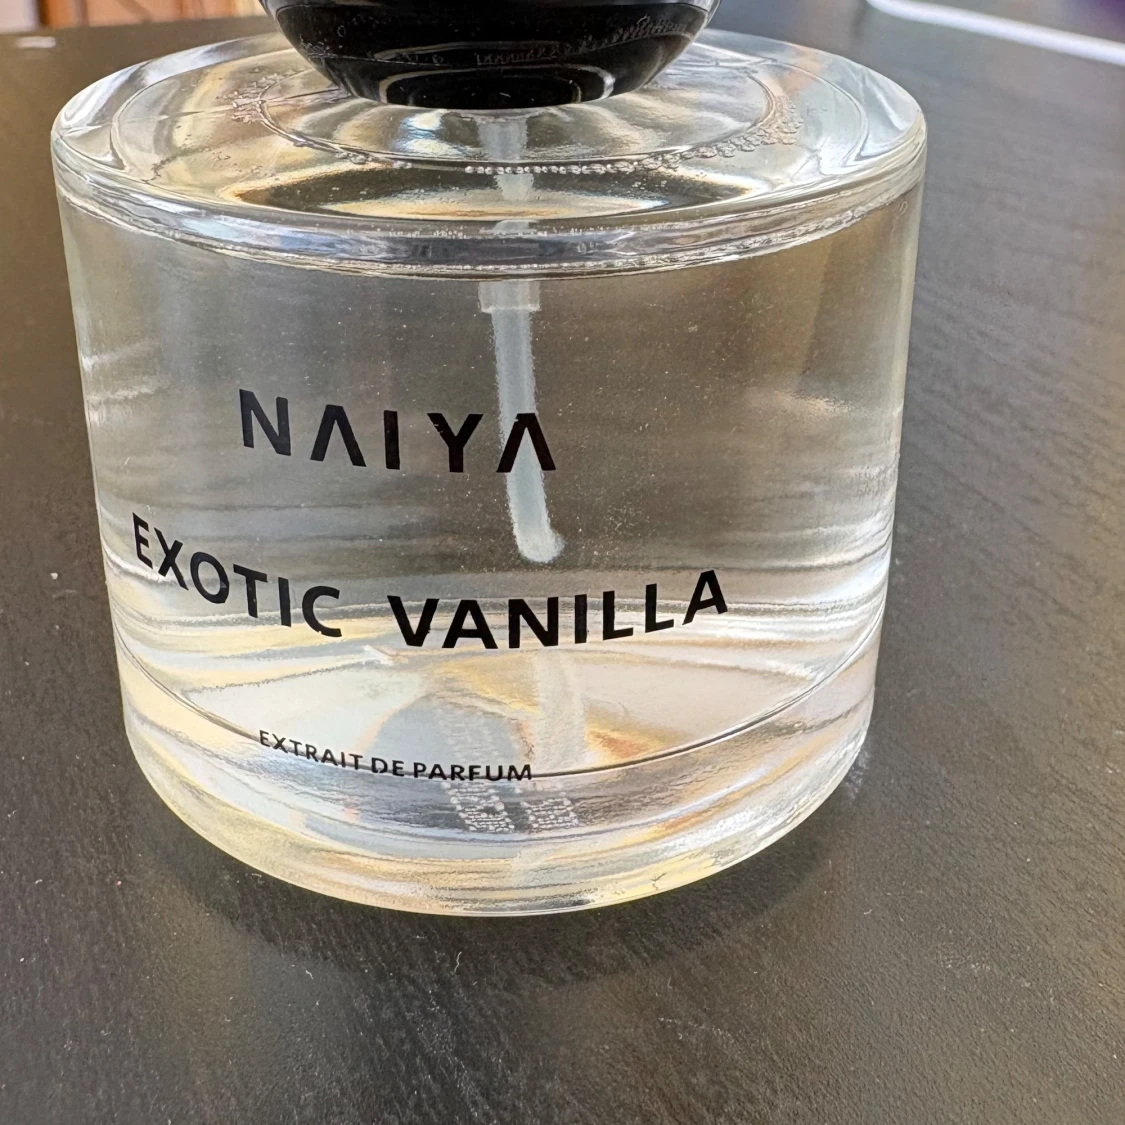 NAIYA
EXOTIC VANILLA
EXTRAIT DE PARFUM